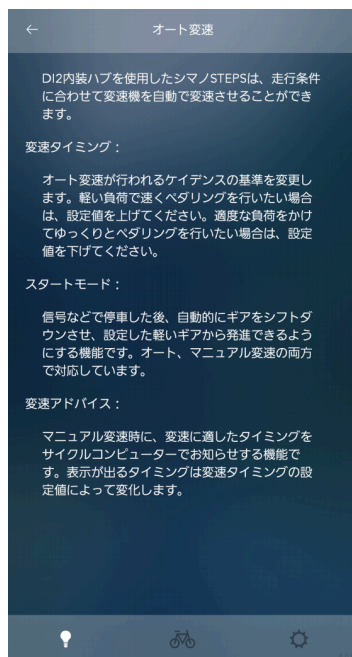 オート変速
DI2内装ハブを使用したシマノSTEPSは、走行条件
に合わせて変速機を自動で変速させることができ
ます。
変速タイミング：
オート変速が行われるケイデンスの基準を変更し
ます。軽い負荷で速くペダリングを行いたい場合
は、設定値を上げてください。適度な負荷をかけ
てゆっくりとペダリングを行いたい場合は、設定
値を下げてください。
スタートモード：
信号などで停車した後、自動的にギアをシフトダ
ウンさせ、設定した軽いギアから発進できるよう
にする機能です。オート、マニュアル変速の両方
で対応しています。
変速アドバイス：
マニュアル変速時に、変速に適したタイミングを
サイクルコンピューターでお知らせする機能で
す。表示が出るタイミングは変速タイミングの設
定値によって変化します。